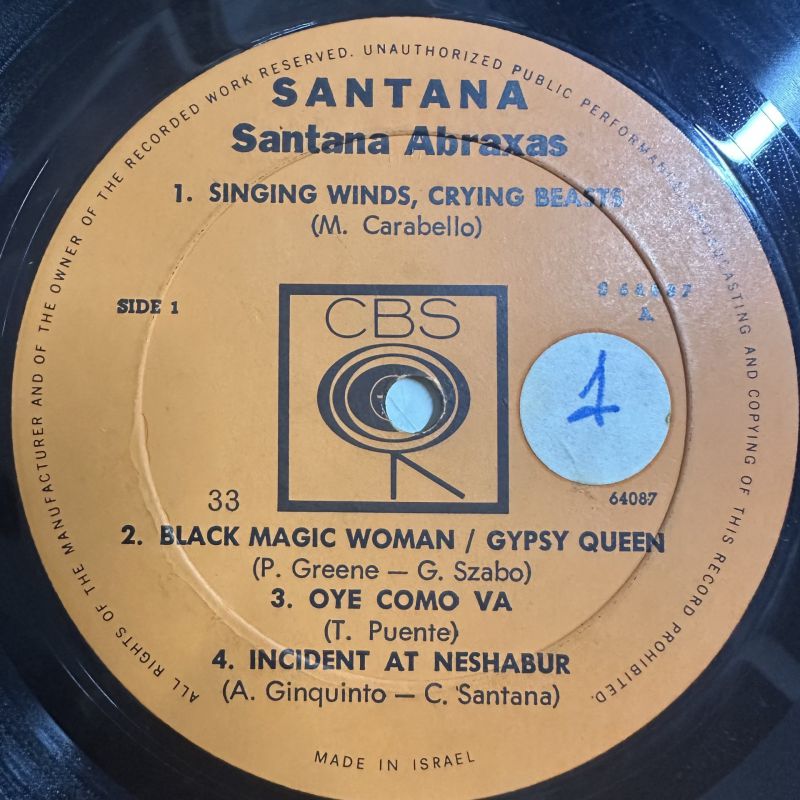 ALL RIGHTS OF THE MANUFACTURER AND OF THE OWNER OF THE RECORDED WORK RESERVED. UNAUTHORIZED PUBLIC PERFORMANCE BROADCASTING AND COPYING OF THIS RECORD PROHIBITED.
SANTANA
Santana Abraxas
1. SINGING WINDS, CRYING BEASTS
(M. Carabello)
SIDE 1
CBS
S 64087
A
1
33
64087
2. BLACK MAGIC WOMAN / GYPSY QUEEN
(P. Greene – G. Szabo)
3. OYE COMO VA
(T. Puente)
4. INCIDENT AT NESHABUR
(A. Ginquinto – C. Santana)
MADE IN ISRAEL